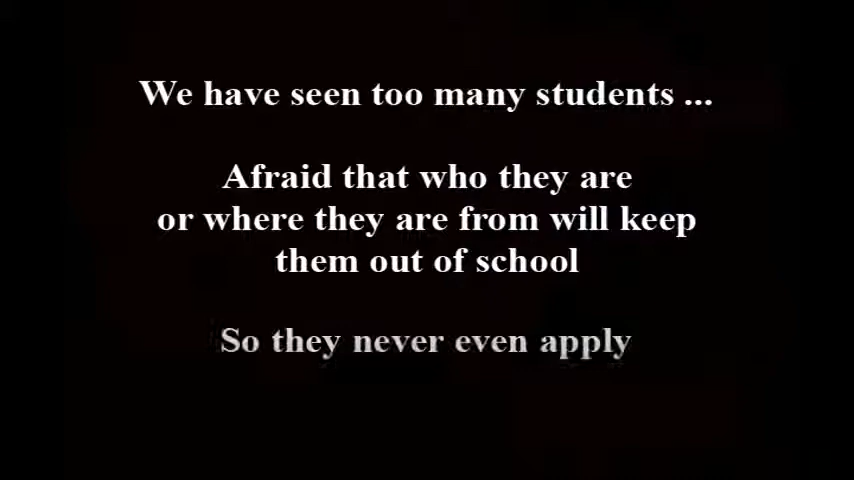 We have seen too many students ...
Afraid that who they are
or where they are from will keep
them out of school
So they never even apply